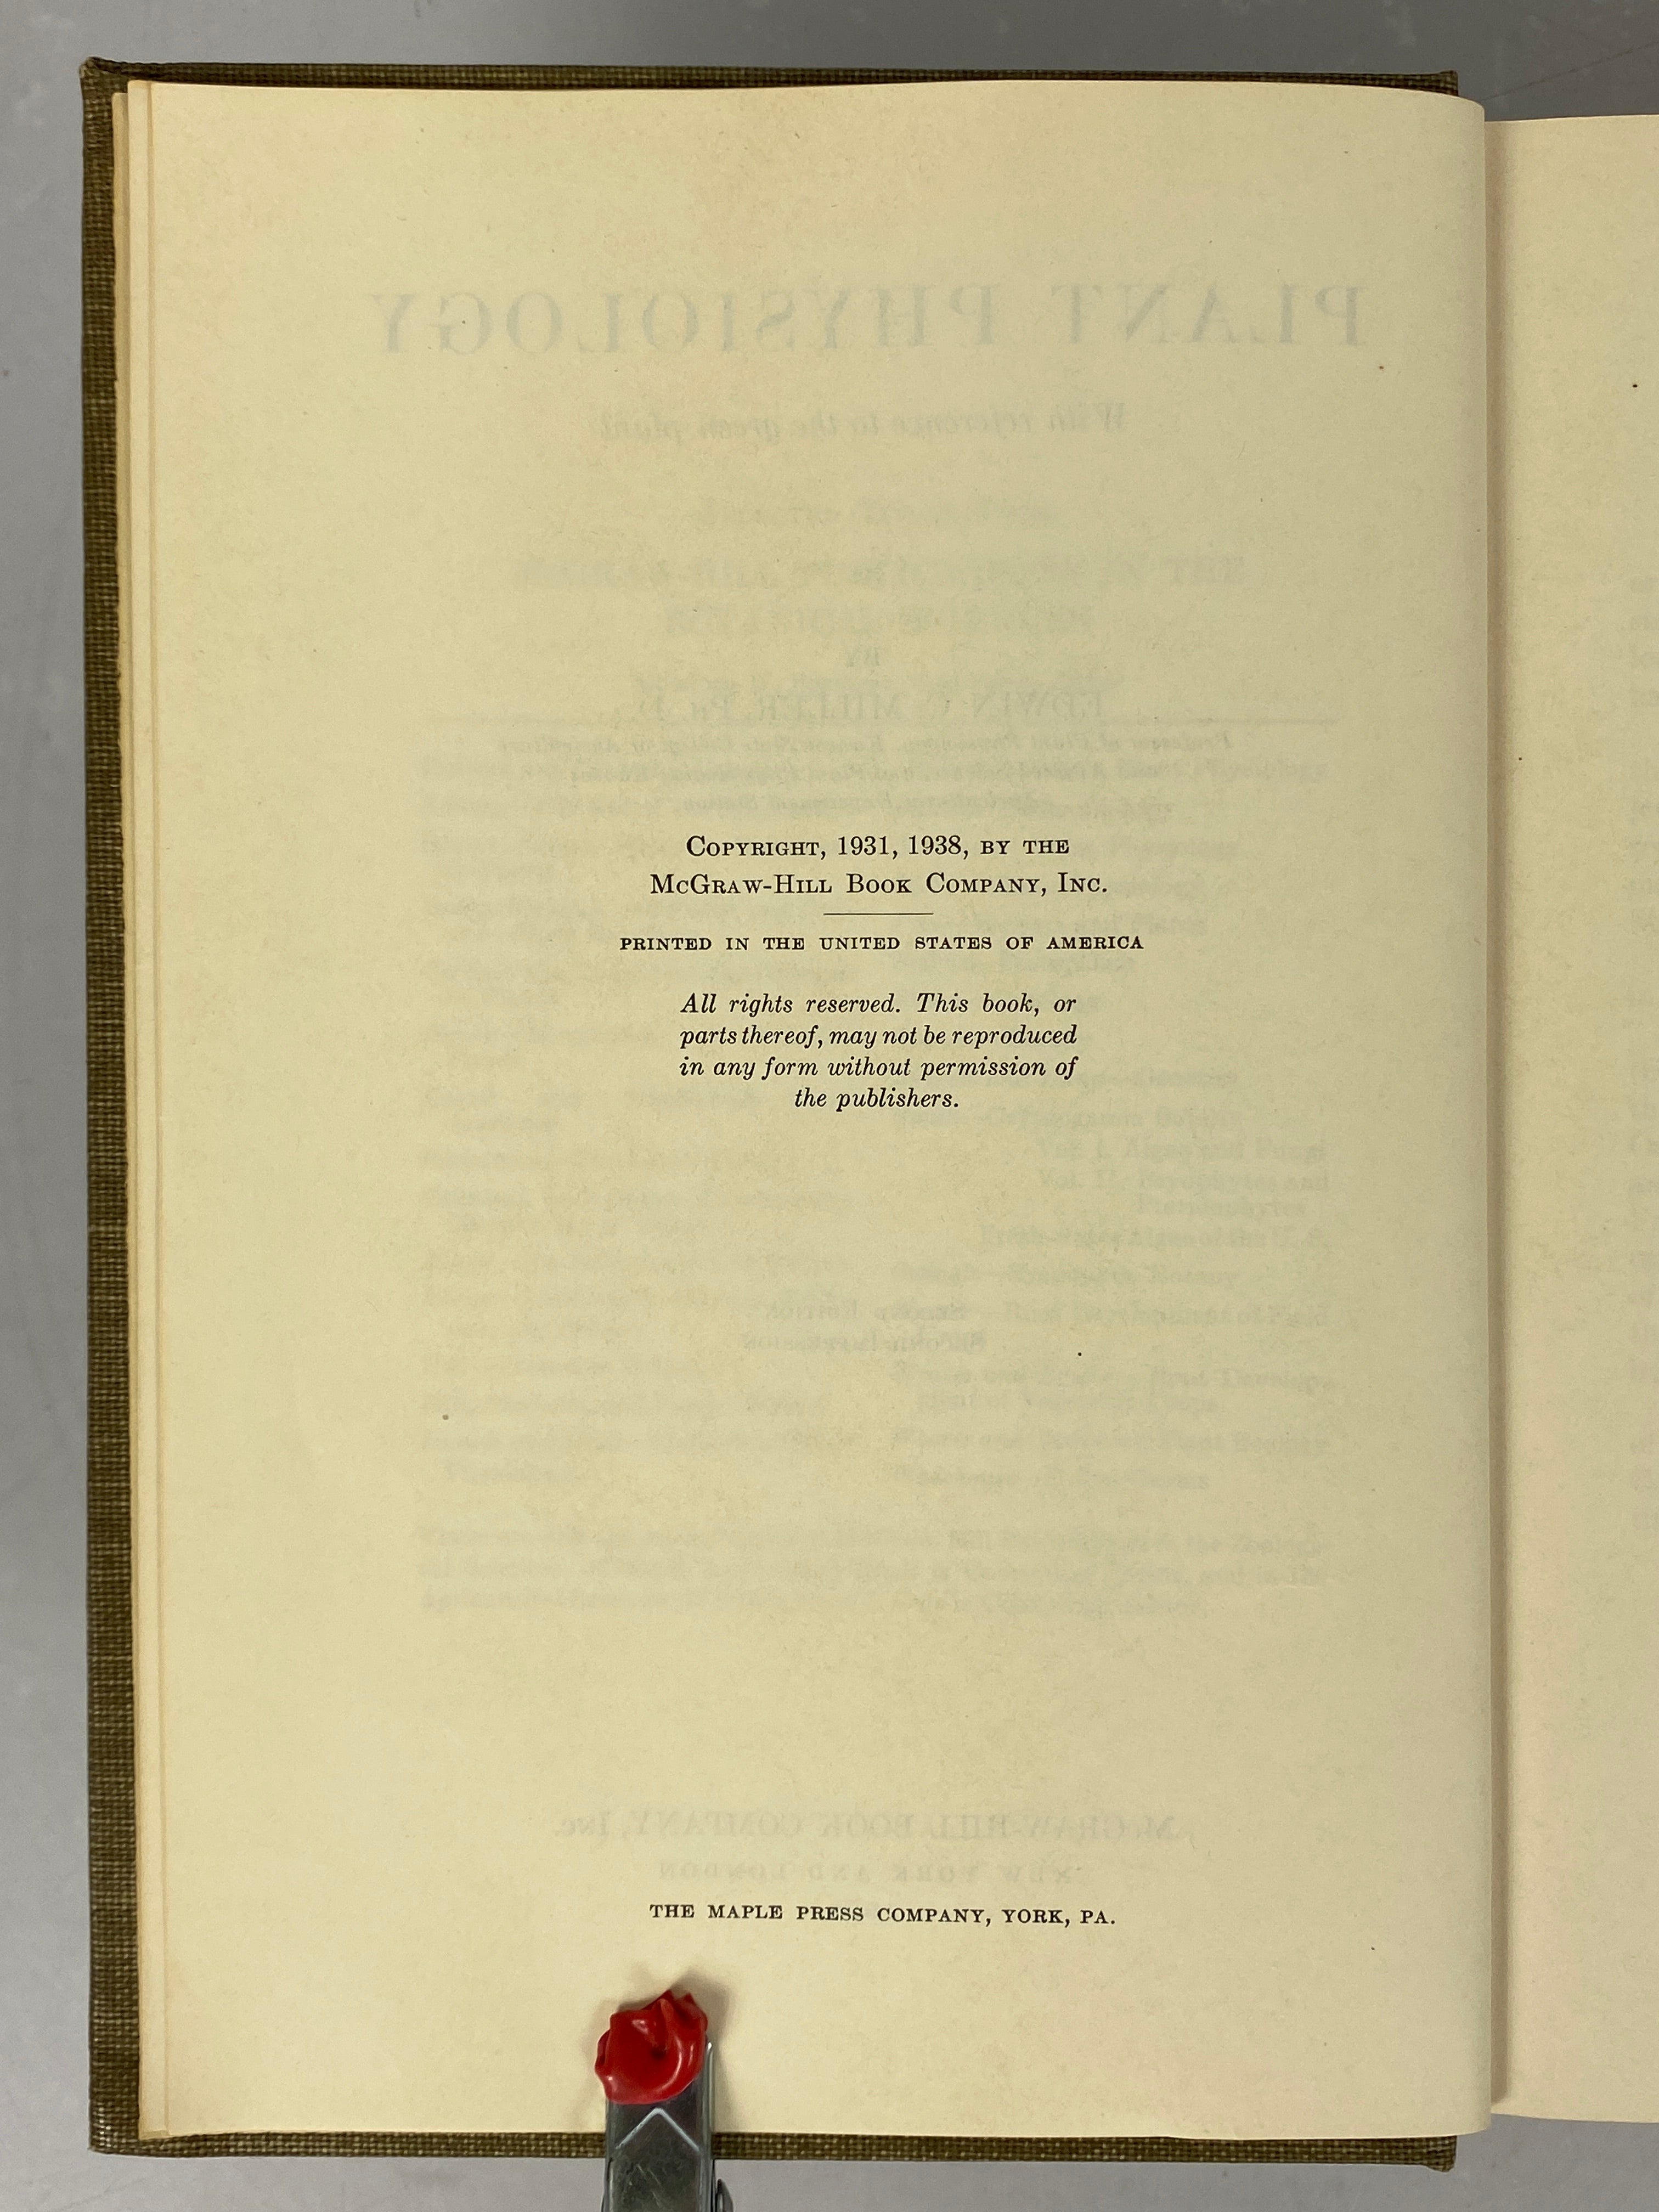 COPYRIGHT, 1931, 1938, BY THE
MCGRAW-HILL BOOK COMPANY, INC.
PRINTED IN THE UNITED STATES OF AMERICA
All rights reserved. This book, or
parts thereof, may not be reproduced
in any form without permission of
the publishers.
THE MAPLE PRESS COMPANY, YORK, PA.